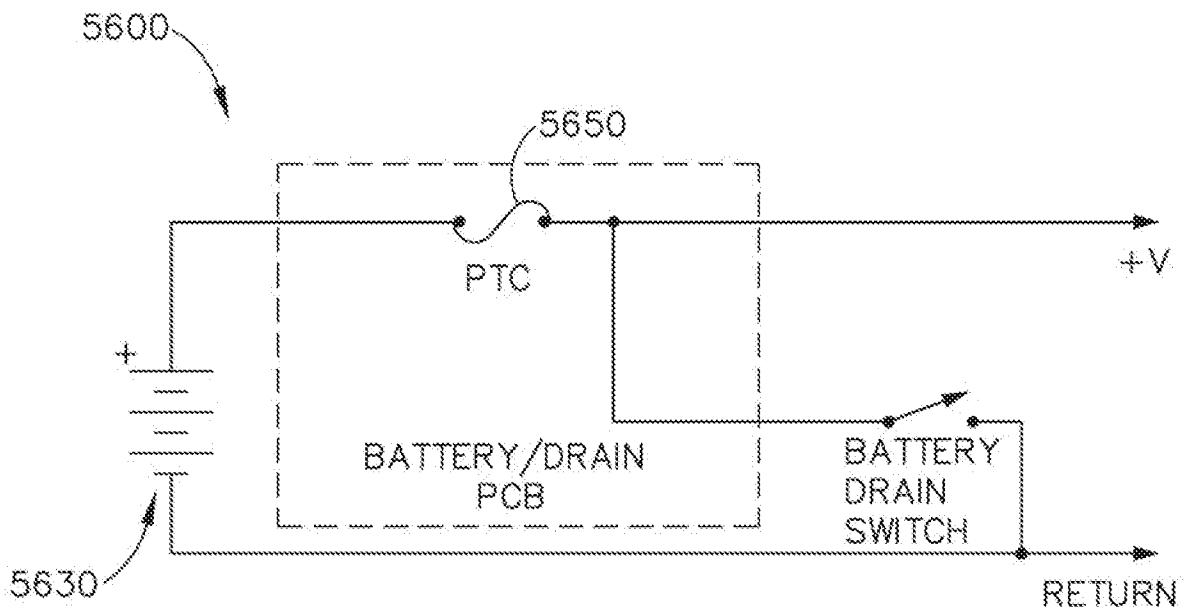 5600
5650
PTC
+V
+
BATTERY/DRAIN
PCB
BATTERY
DRAIN
SWITCH
5630
RETURN